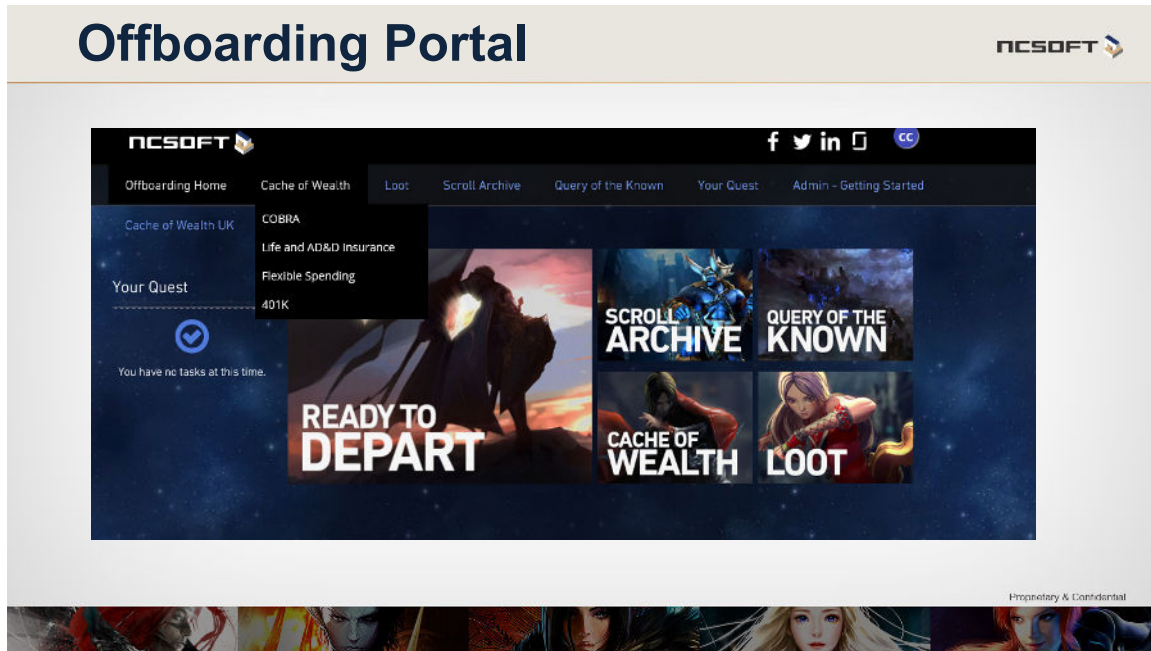 Offboarding Portal
NCSOFT
NCSOFT
f in CC
Offboarding Home Cache of Wealth Loot Scroll Archive Query of the Known Your Quest Admin - Getting Started
Cache of Wealth UK
COBRA
Life and AD&D Insurance
Flexible Spending
401K
Your Quest
You have no tasks at this time.
READY TO
DEPART
SCROLL
ARCHIVE
QUERY OF THE
KNOWN
CACHE OF
WEALTH
LOOT
Proprietary & Confidential